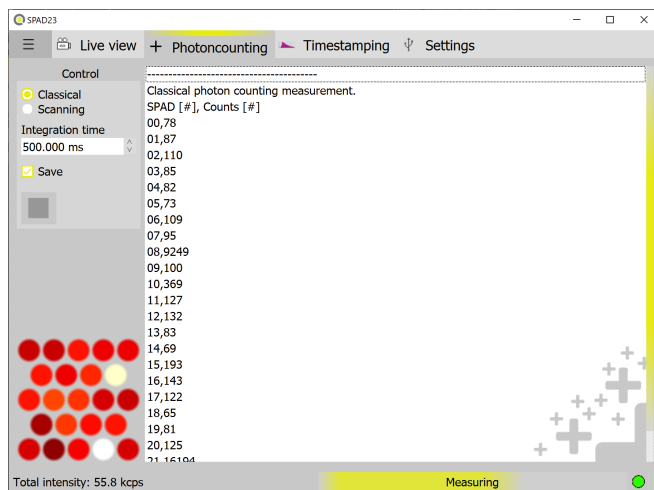 SPAD23
Live view
Photoncounting
Timestamping
Settings
Control
Classical
Scanning
Integration time
500.000 ms
Save
----------------------------------------
Classical photon counting measurement.
SPAD [#], Counts [#]
00,78
01,87
02,110
03,85
04,82
05,73
06,109
07,95
08,9249
09,100
10,369
11,127
12,132
13,83
14,69
15,193
16,143
17,122
18,65
19,81
20,125
21,16194
Total intensity: 55.8 kcps
Measuring